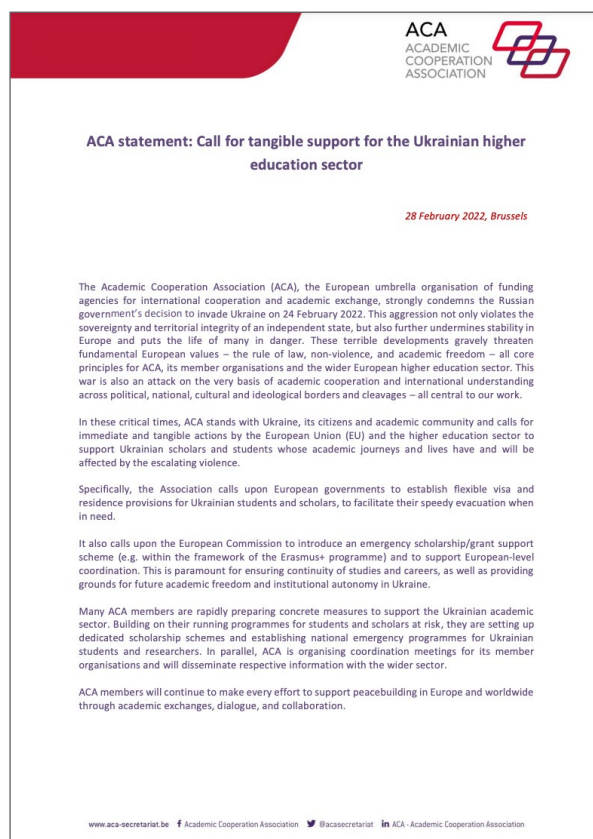 ACA
ACADEMIC
COOPERATION
ASSOCIATION
ACA statement: Call for tangible support for the Ukrainian higher
education sector
28 February 2022, Brussels
The Academic Cooperation Association (ACA), the European umbrella organisation of funding
agencies for international cooperation and academic exchange, strongly condemns the Russian
government's decision to invade Ukraine on 24 February 2022. This aggression not only violates the
sovereignty and territorial integrity of an independent state, but also further undermines stability in
Europe and puts the life of many in danger. These terrible developments gravely threaten
fundamental European values – the rule of law, non-violence, and academic freedom – all core
principles for ACA, its member organisations and the wider European higher education sector. This
war is also an attack on the very basis of academic cooperation and international understanding
across political, national, cultural and ideological borders and cleavages – all central to our work.
In these critical times, ACA stands with Ukraine, its citizens and academic community and calls for
immediate and tangible actions by the European Union (EU) and the higher education sector to
support Ukrainian scholars and students whose academic journeys and lives have and will be
affected by the escalating violence.
Specifically, the Association calls upon European governments to establish flexible visa and
residence provisions for Ukrainian students and scholars, to facilitate their speedy evacuation when
in need.
It also calls upon the European Commission to introduce an emergency scholarship/grant support
scheme (e.g. within the framework of the Erasmus+ programme) and to support European-level
coordination. This is paramount for ensuring continuity of studies and careers, as well as providing
grounds for future academic freedom and institutional autonomy in Ukraine.
Many ACA members are rapidly preparing concrete measures to support the Ukrainian academic
sector. Building on their running programmes for students and scholars at risk, they are setting up
dedicated scholarship schemes and establishing national emergency programmes for Ukrainian
students and researchers. In parallel, ACA is organising coordination meetings for its member
organisations and will disseminate respective information with the wider sector.
ACA members will continue to make every effort to support peacebuilding in Europe and worldwide
through academic exchanges, dialogue, and collaboration.
www.aca-secretariat.be f Academic Cooperation Association @acasecretariat in ACA - Academic Cooperation Association